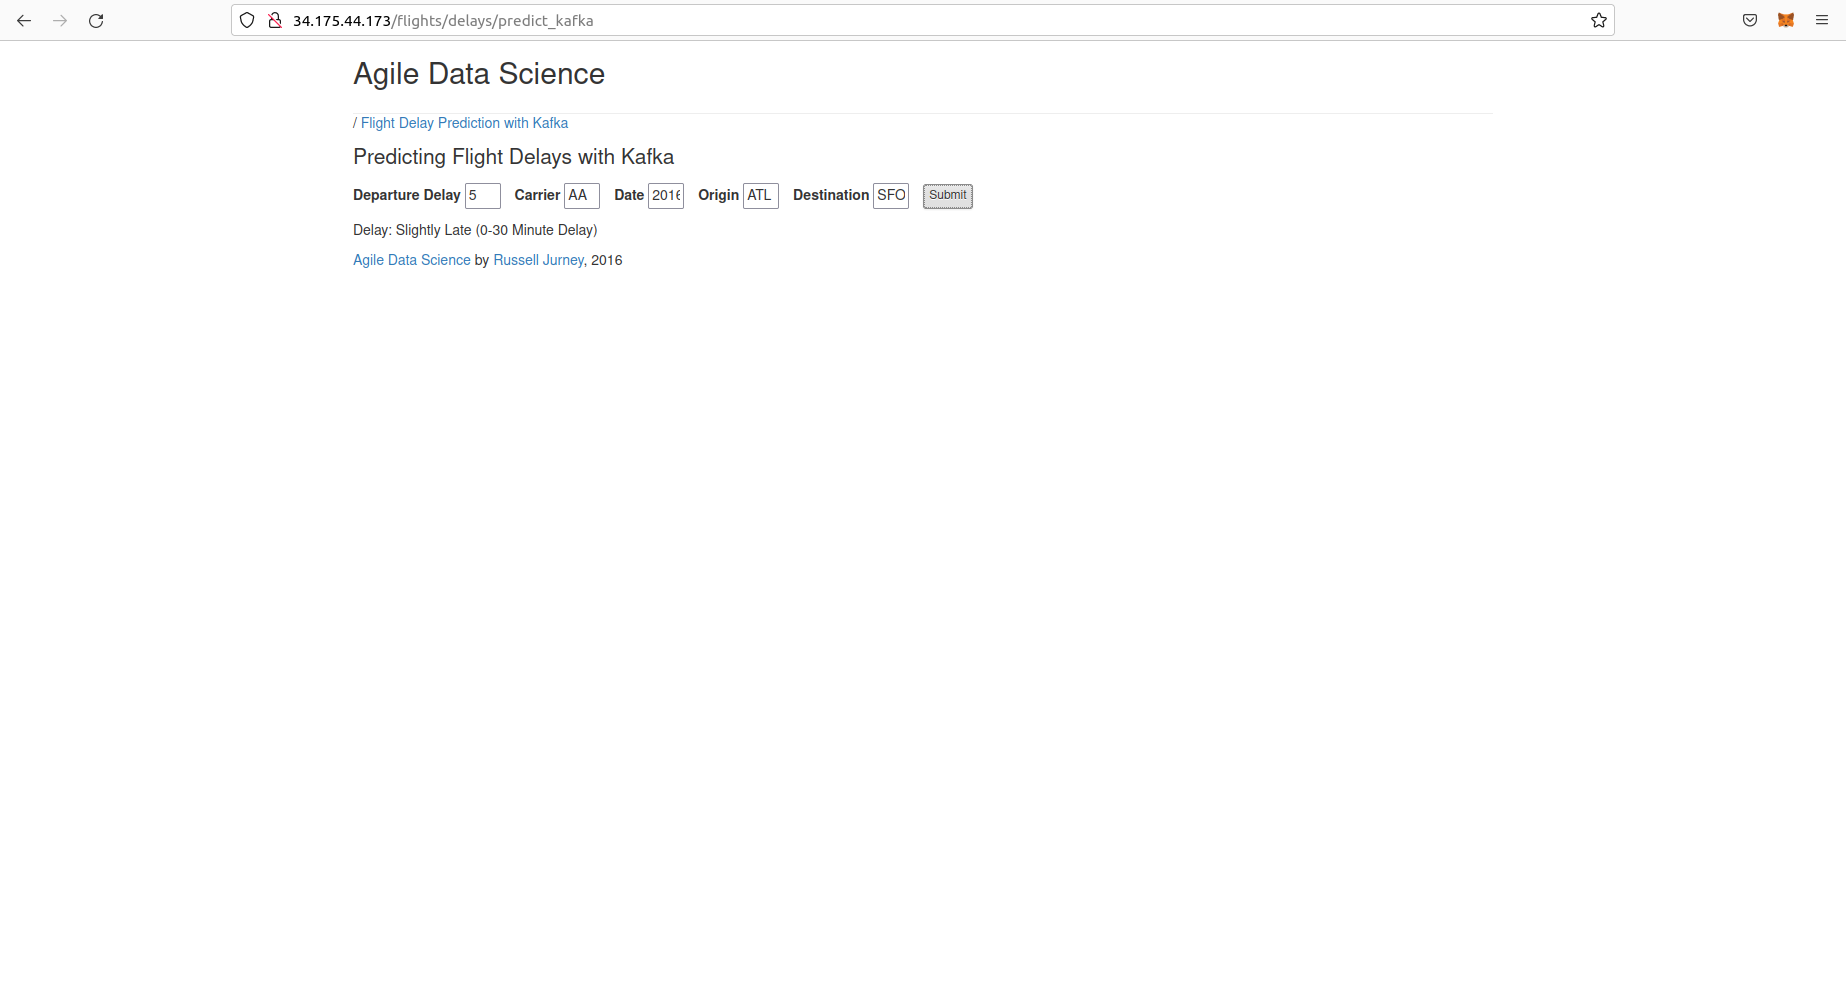 34.175.44.173/flights/delays/predict_kafka
Agile Data Science
/ Flight Delay Prediction with Kafka
Predicting Flight Delays with Kafka
Departure Delay 5 Carrier AA Date 2016 Origin ATL Destination SFO Submit
Delay: Slightly Late (0-30 Minute Delay)
Agile Data Science by Russell Jurney, 2016